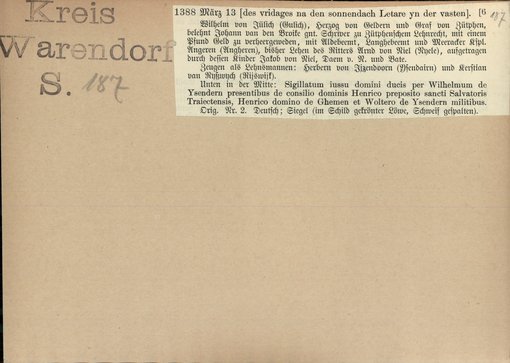 Kreis
Warendorf
S. 187
1388 März 13 [des vridages na den sonnendach Letare yn der vasten]. [6
187
Wilhelm von Jülich (Gulich), Herzog von Geldern und Graf von Zütphen,
belehnt Johann van den Broike gnt. Schriver zu Zütphenschem Lehnrecht, mit einem
Pfund Geld zu verhergeweden, mit Aldebermt, Langhebermt und Meracker Kspl.
Angeren (Angheren), bisher Lehen des Ritters Arnd von Niel (Nyele), aufgetragen
durch dessen Kinder Jakob von Niel, Daem v. N. und Bate.
Zeugen als Lehnsmannen: Herbern von Jizendoorn (Ysendairn) und Kerstian
van Ryswych (Rijswijk).
Unten in der Mitte: Sigillatum iussu domini ducis per Wilhelmum de
Ysendern presentibus de consilio dominis Henrico preposito sancti Salvatoris
Traiectensis, Henrico domino de Ghemen et Woltero de Ysendern militibus.
Orig. Nr. 2. Deutsch; Siegel (im Schild gekrönter Löwe, Schweif gespalten).